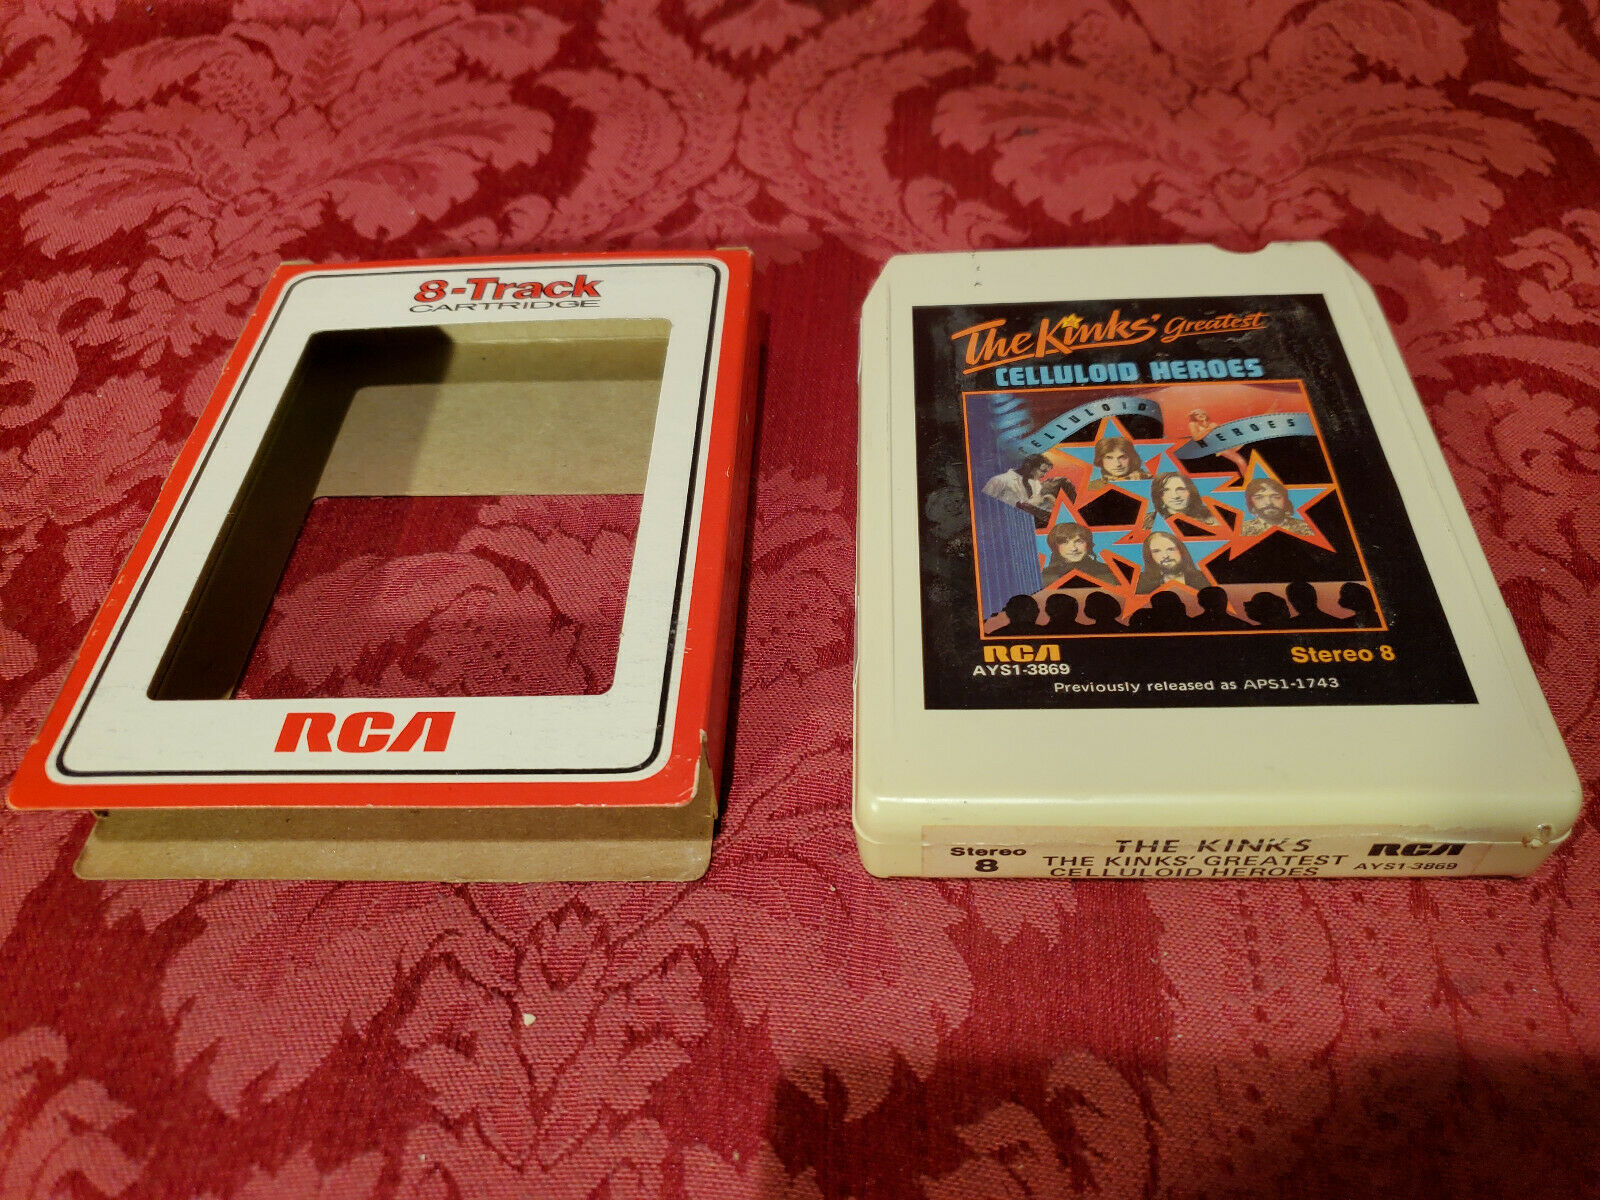 8-Track
CARTRIDGE
RCA
The Kinks' Greatest
CELLULOID HEROES
CELLULOID HEROES
RCA
AYS1-3869
Stereo 8
Previously released as APS1-1743
Stereo
8
THE KINKS
THE KINKS' GREATEST
CELLULOID HEROES
RCA
AYS1-3869